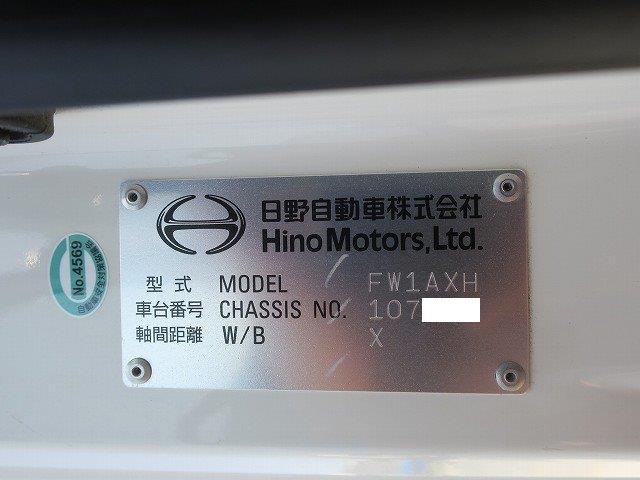 日野自動車株式会社
Hino Motors, Ltd.
型式 MODEL FW1AXH
車台番号 CHASSIS NO. 107
軸間距離 W/B X
No.4569